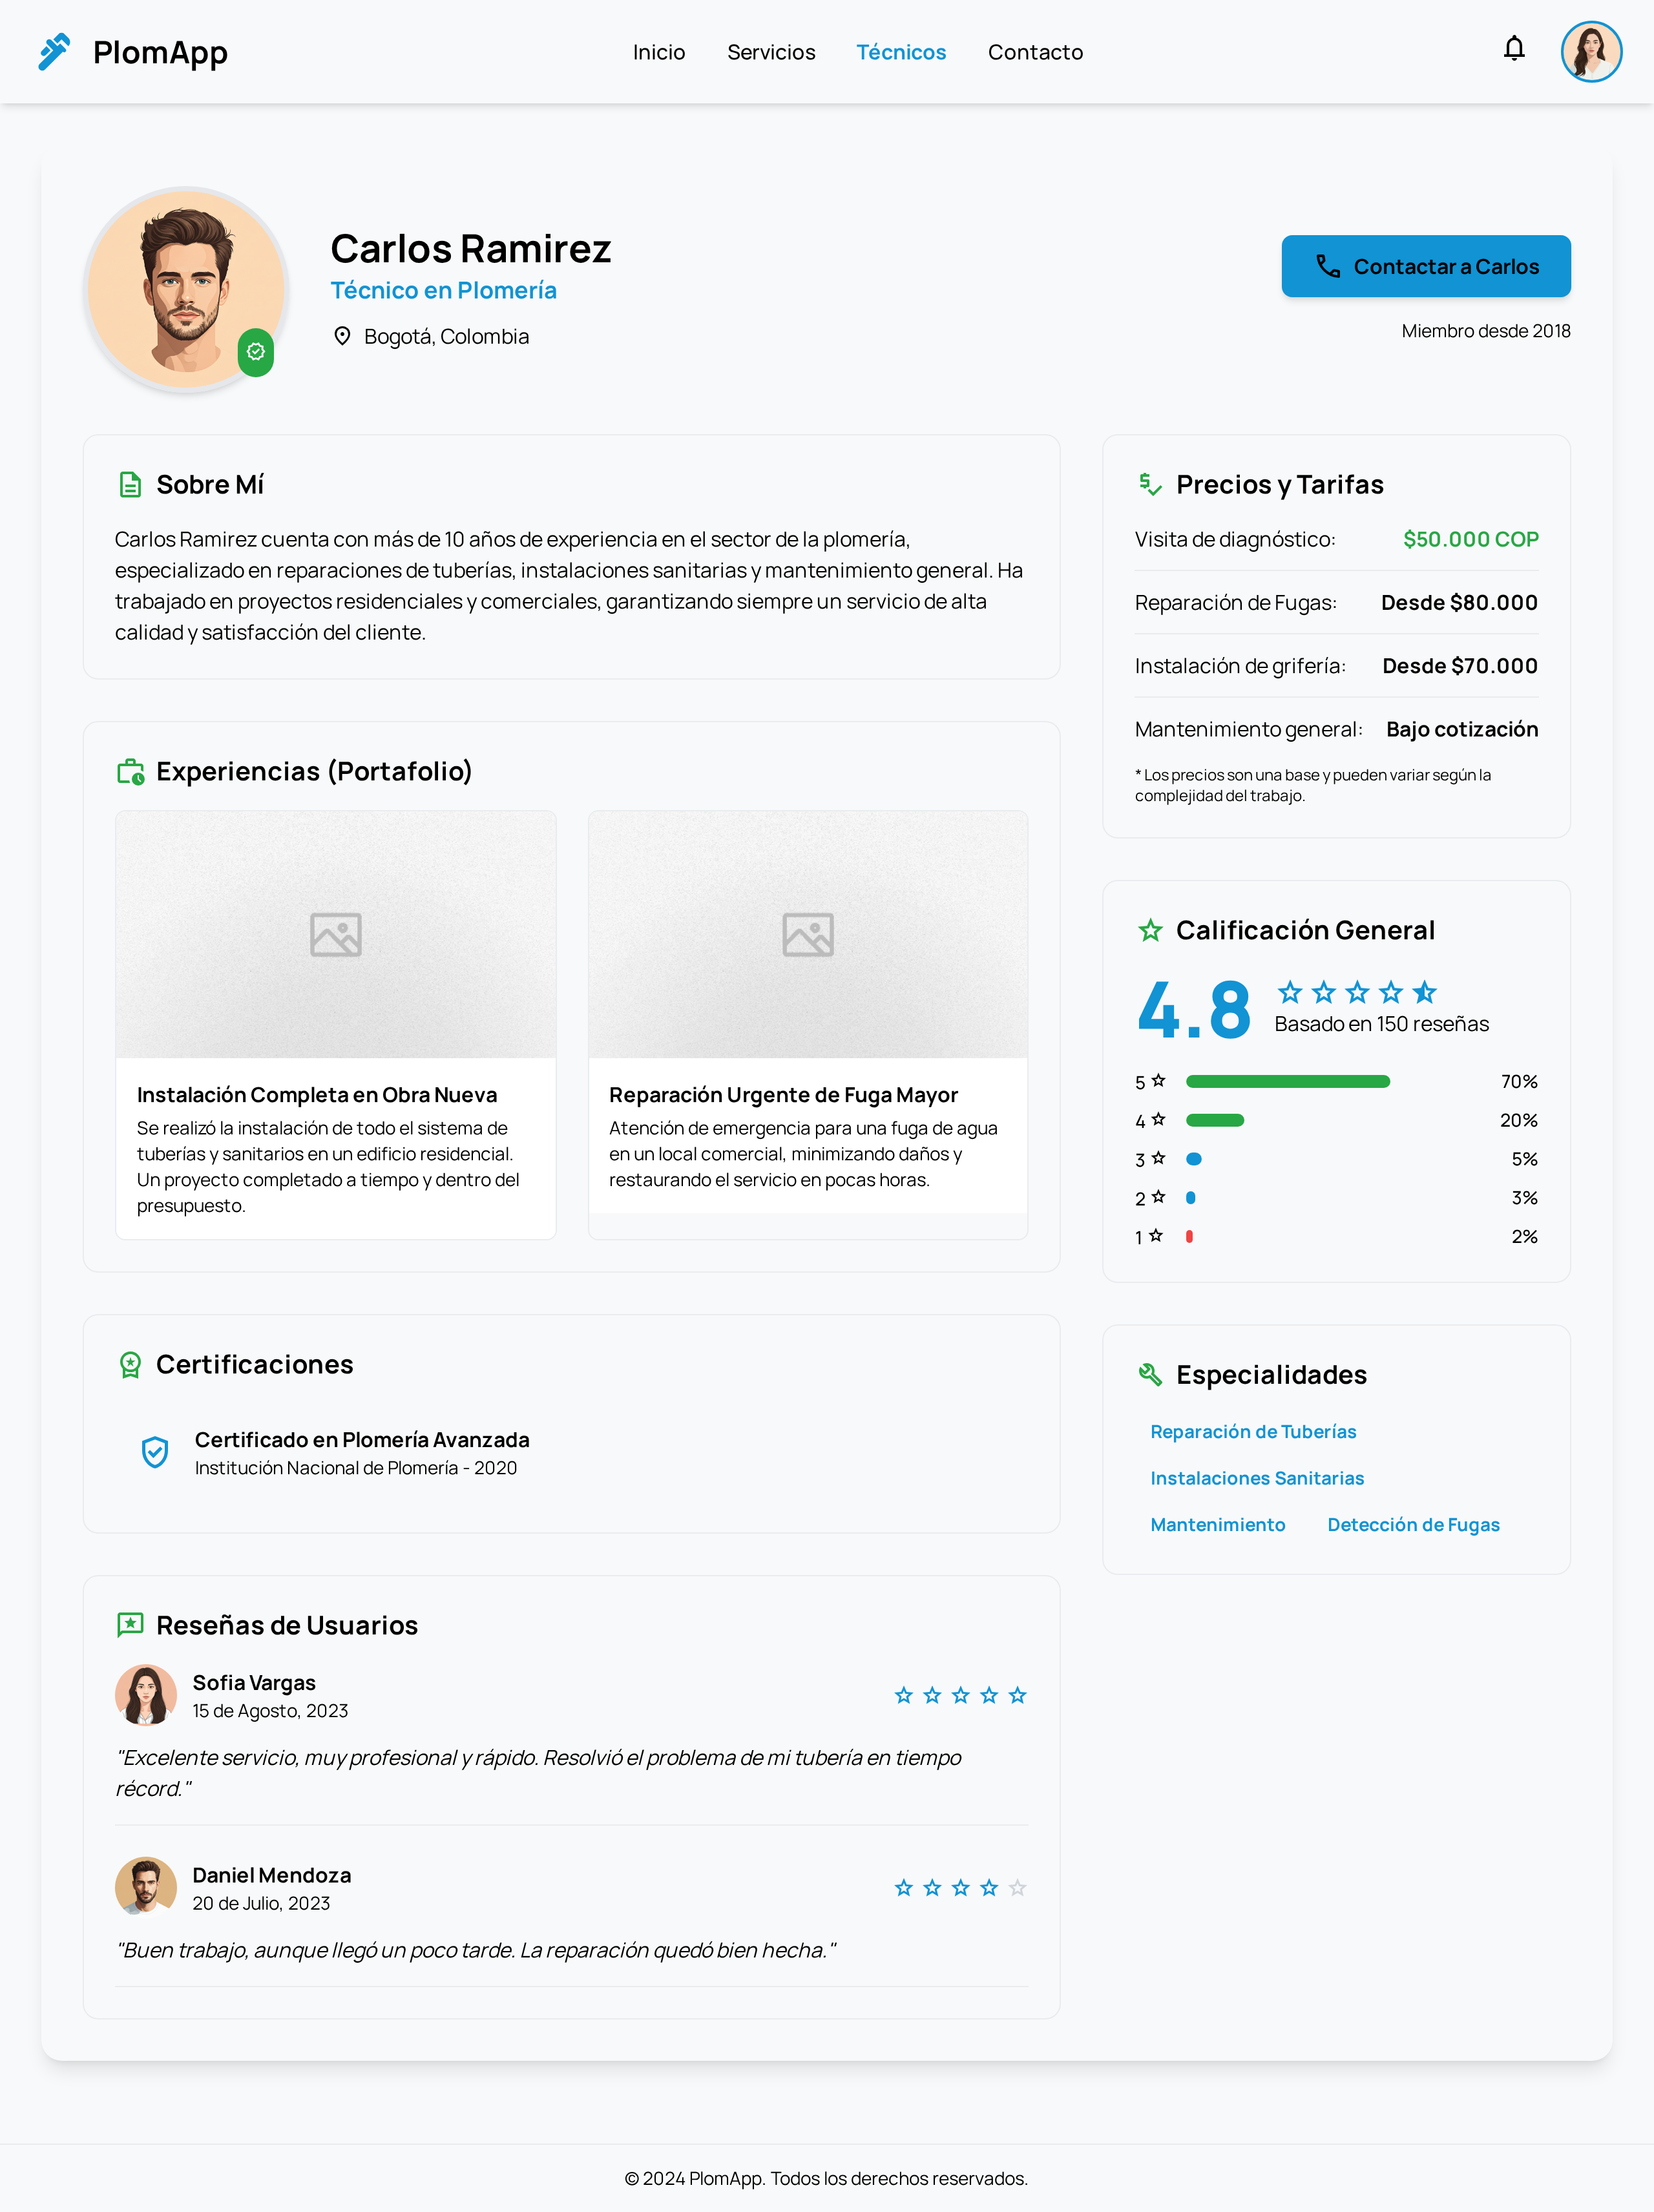 PlomApp
Inicio
Servicios
Técnicos
Contacto
Carlos Ramirez
Técnico en Plomería
Bogotá, Colombia
Contactar a Carlos
Miembro desde 2018
Sobre Mí
Carlos Ramirez cuenta con más de 10 años de experiencia en el sector de la plomería,
especializado en reparaciones de tuberías, instalaciones sanitarias y mantenimiento general. Ha
trabajado en proyectos residenciales y comerciales, garantizando siempre un servicio de alta
calidad y satisfacción del cliente.
Experiencias (Portafolio)
Instalación Completa en Obra Nueva
Se realizó la instalación de todo el sistema de
tuberías y sanitarios en un edificio residencial.
Un proyecto completado a tiempo y dentro del
presupuesto.
Reparación Urgente de Fuga Mayor
Atención de emergencia para una fuga de agua
en un local comercial, minimizando daños y
restaurando el servicio en pocas horas.
Certificaciones
Certificado en Plomería Avanzada
Institución Nacional de Plomería - 2020
Reseñas de Usuarios
Sofia Vargas
15 de Agosto, 2023
"Excelente servicio, muy profesional y rápido. Resolvió el problema de mi tubería en tiempo
récord."
Daniel Mendoza
20 de Julio, 2023
"Buen trabajo, aunque llegó un poco tarde. La reparación quedó bien hecha."
Precios y Tarifas
Visita de diagnóstico: $50.000 COP
Reparación de Fugas: Desde $80.000
Instalación de grifería: Desde $70.000
Mantenimiento general: Bajo cotización
* Los precios son una base y pueden variar según la
complejidad del trabajo.
Calificación General
4.8
Basado en 150 reseñas
5 70%
4 20%
3 5%
2 3%
1 2%
Especialidades
Reparación de Tuberías
Instalaciones Sanitarias
Mantenimiento Detección de Fugas
© 2024 PlomApp. Todos los derechos reservados.